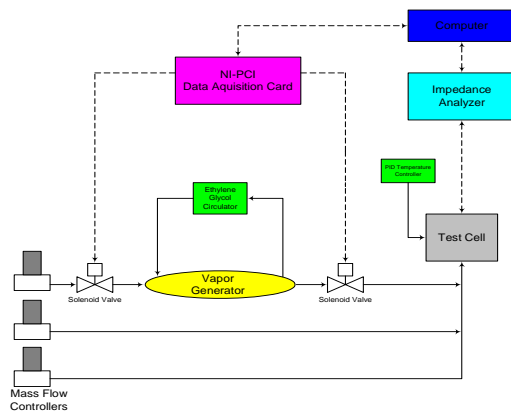 Computer
NI-PCI
Data Aquisition Card
Impedance
Analyzer
PID Temperature
Controller
Ethylene
Glycol
Circulator
Test Cell
Vapor
Generator
Solenoid Valve
Solenoid Valve
Mass Flow
Controllers